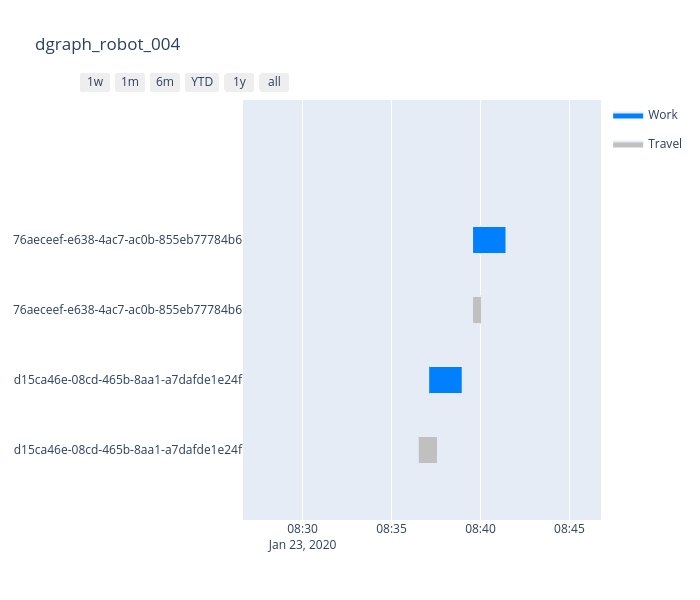 dgraph_robot_004
1w 1m 6m YTD 1y all
Work
Travel
76aeceef-e638-4ac7-ac0b-855eb77784b6
76aeceef-e638-4ac7-ac0b-855eb77784b6
d15ca46e-08cd-465b-8aa1-a7dafde1e24f
d15ca46e-08cd-465b-8aa1-a7dafde1e24f
08:30 08:35 08:40 08:45
Jan 23, 2020